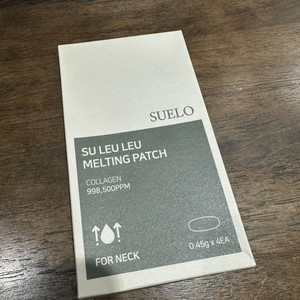 SUELO
SU LEU LEU
MELTING PATCH
COLLAGEN
998,500PPM
FOR NECK
0.45g x 4EA